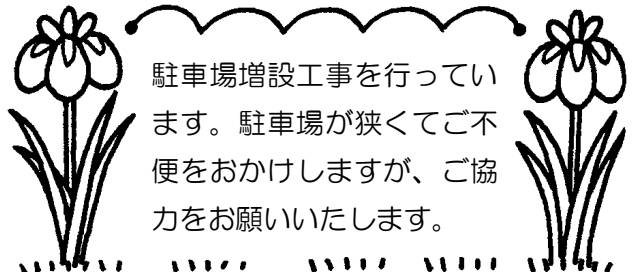 駐車場増設工事を行ってい
ます。駐車場が狭くてご不
便をおかけしますが、ご協
力をお願いいたします。